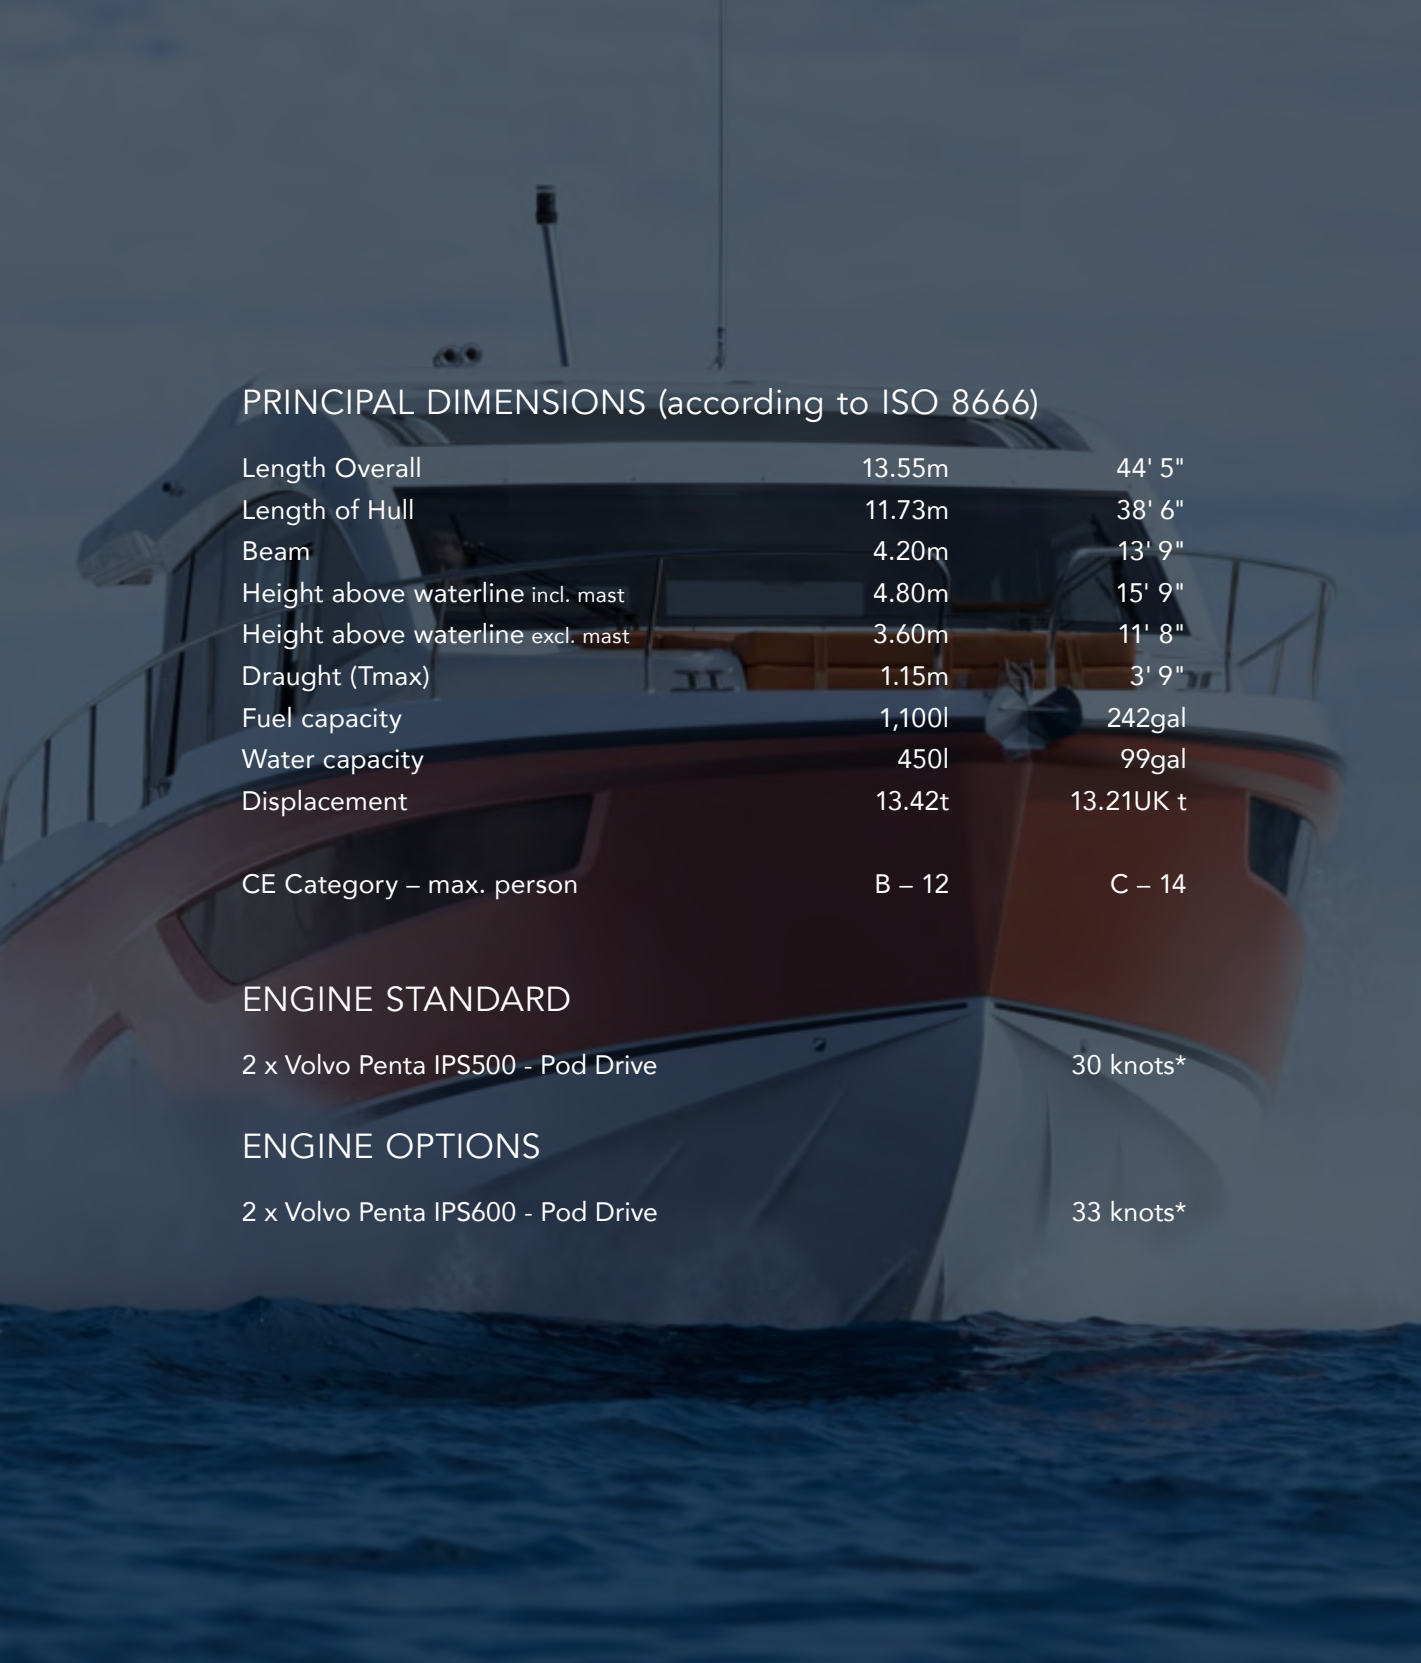 PRINCIPAL DIMENSIONS (according to ISO 8666)
Length Overall 13.55m 44' 5"
Length of Hull 11.73m 38' 6"
Beam 4.20m 13' 9"
Height above waterline incl. mast 4.80m 15' 9"
Height above waterline excl. mast 3.60m 11' 8"
Draught (Tmax) 1.15m 3' 9"
Fuel capacity 1,100l 242gal
Water capacity 450l 99gal
Displacement 13.42t 13.21UK t
CE Category – max. person B – 12 C – 14
ENGINE STANDARD
2 x Volvo Penta IPS500 - Pod Drive 30 knots*
ENGINE OPTIONS
2 x Volvo Penta IPS600 - Pod Drive 33 knots*